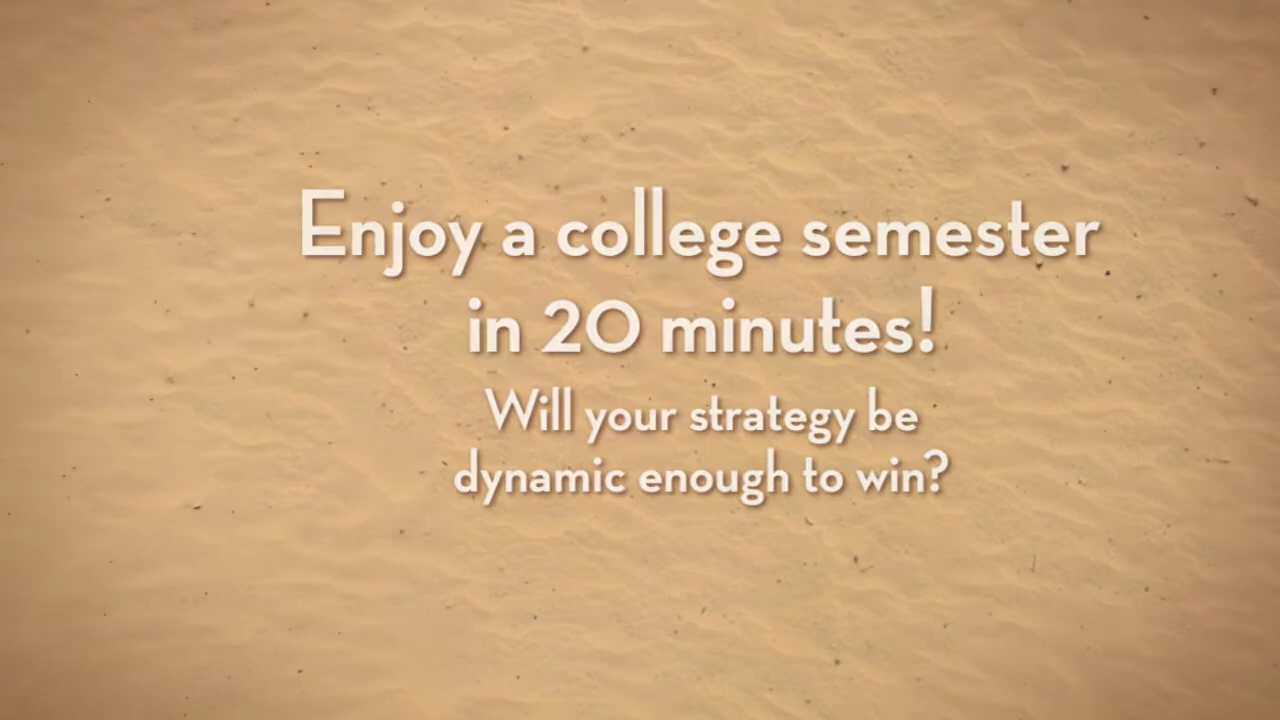 Enjoy a college semester
in 20 minutes!
Will your strategy be
dynamic enough to win?